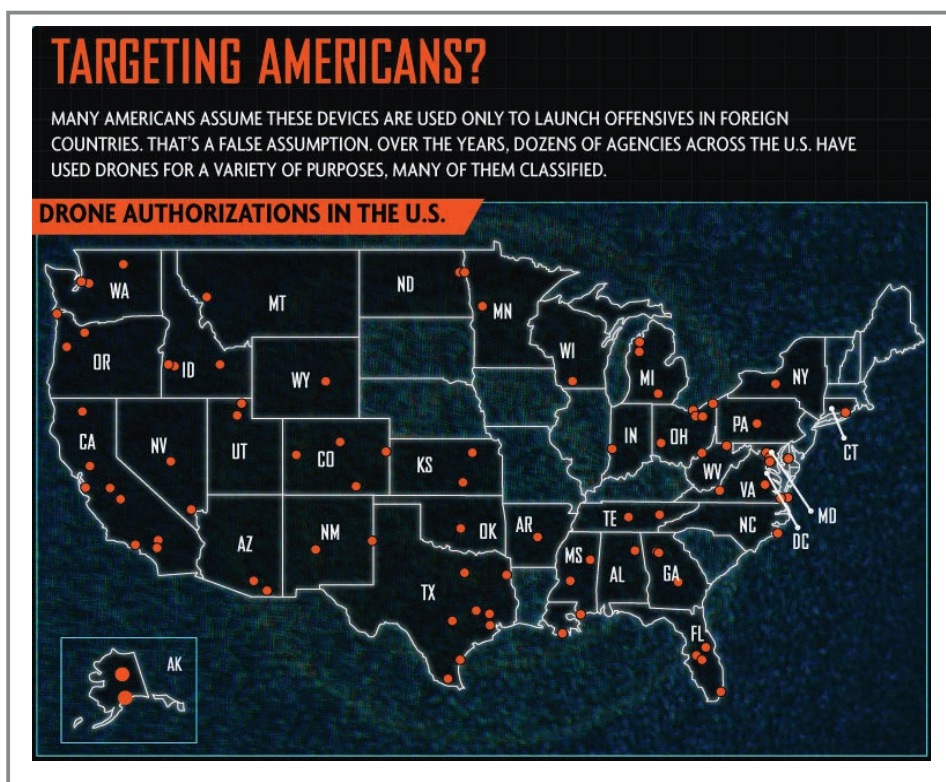 TARGETING AMERICANS?
MANY AMERICANS ASSUME THESE DEVICES ARE USED ONLY TO LAUNCH OFFENSIVES IN FOREIGN
COUNTRIES. THAT'S A FALSE ASSUMPTION. OVER THE YEARS, DOZENS OF AGENCIES ACROSS THE U.S. HAVE
USED DRONES FOR A VARIETY OF PURPOSES, MANY OF THEM CLASSIFIED.
DRONE AUTHORIZATIONS IN THE U.S.
WA
MT
ND
MN
OR
ID
WY
WI
MI
NY
CA
NV
UT
CO
KS
IN
OH
PA
WV
VA
CT
MD
DC
AZ
NM
OK
AR
TE
NC
TX
MS
AL
GA
FL
AK